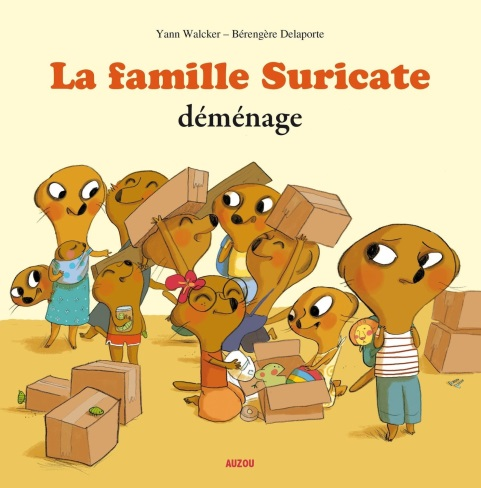 Yann Walcker – Bérengère Delaporte
La famille Suricate
déménage
AUZOU